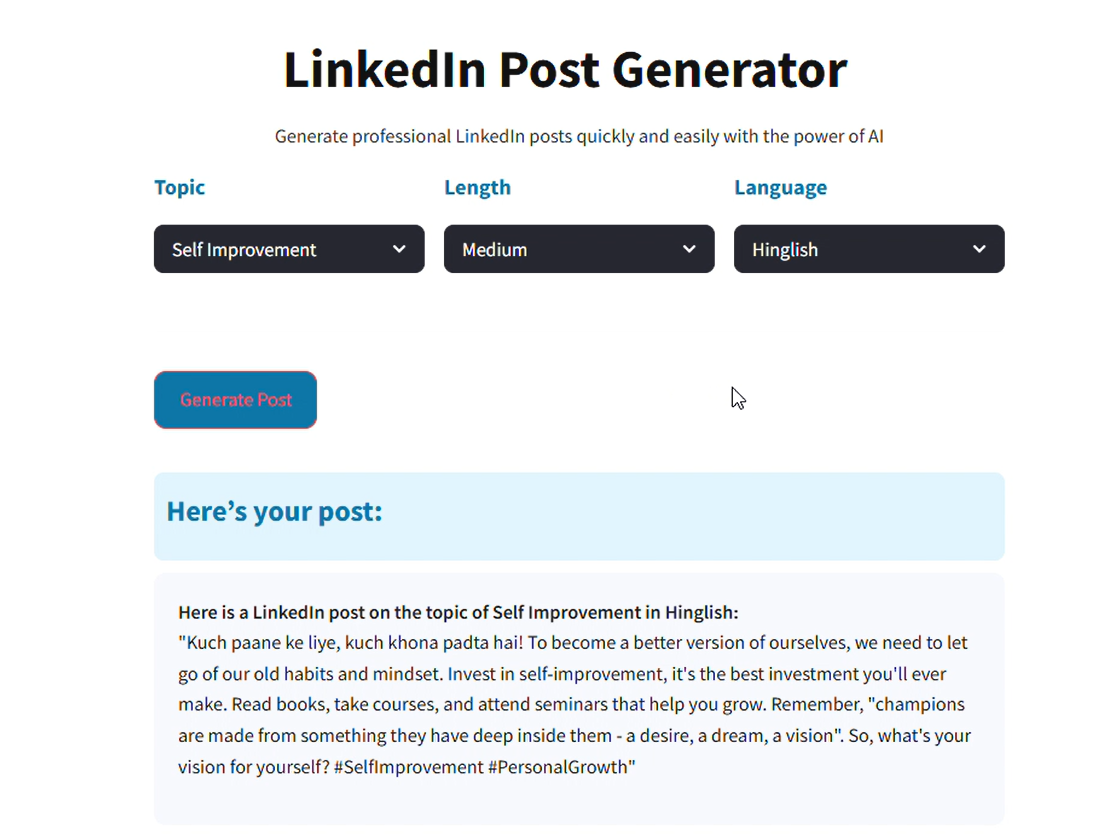 LinkedIn Post Generator
Generate professional LinkedIn posts quickly and easily with the power of AI
Topic
Length
Language
Self Improvement
Medium
Hinglish
Generate Post
Here’s your post:
Here is a LinkedIn post on the topic of Self Improvement in Hinglish:
"Kuch paane ke liye, kuch khona padta hai! To become a better version of ourselves, we need to let
go of our old habits and mindset. Invest in self-improvement, it's the best investment you'll ever
make. Read books, take courses, and attend seminars that help you grow. Remember, "champions
are made from something they have deep inside them - a desire, a dream, a vision". So, what's your
vision for yourself? #SelfImprovement #PersonalGrowth"